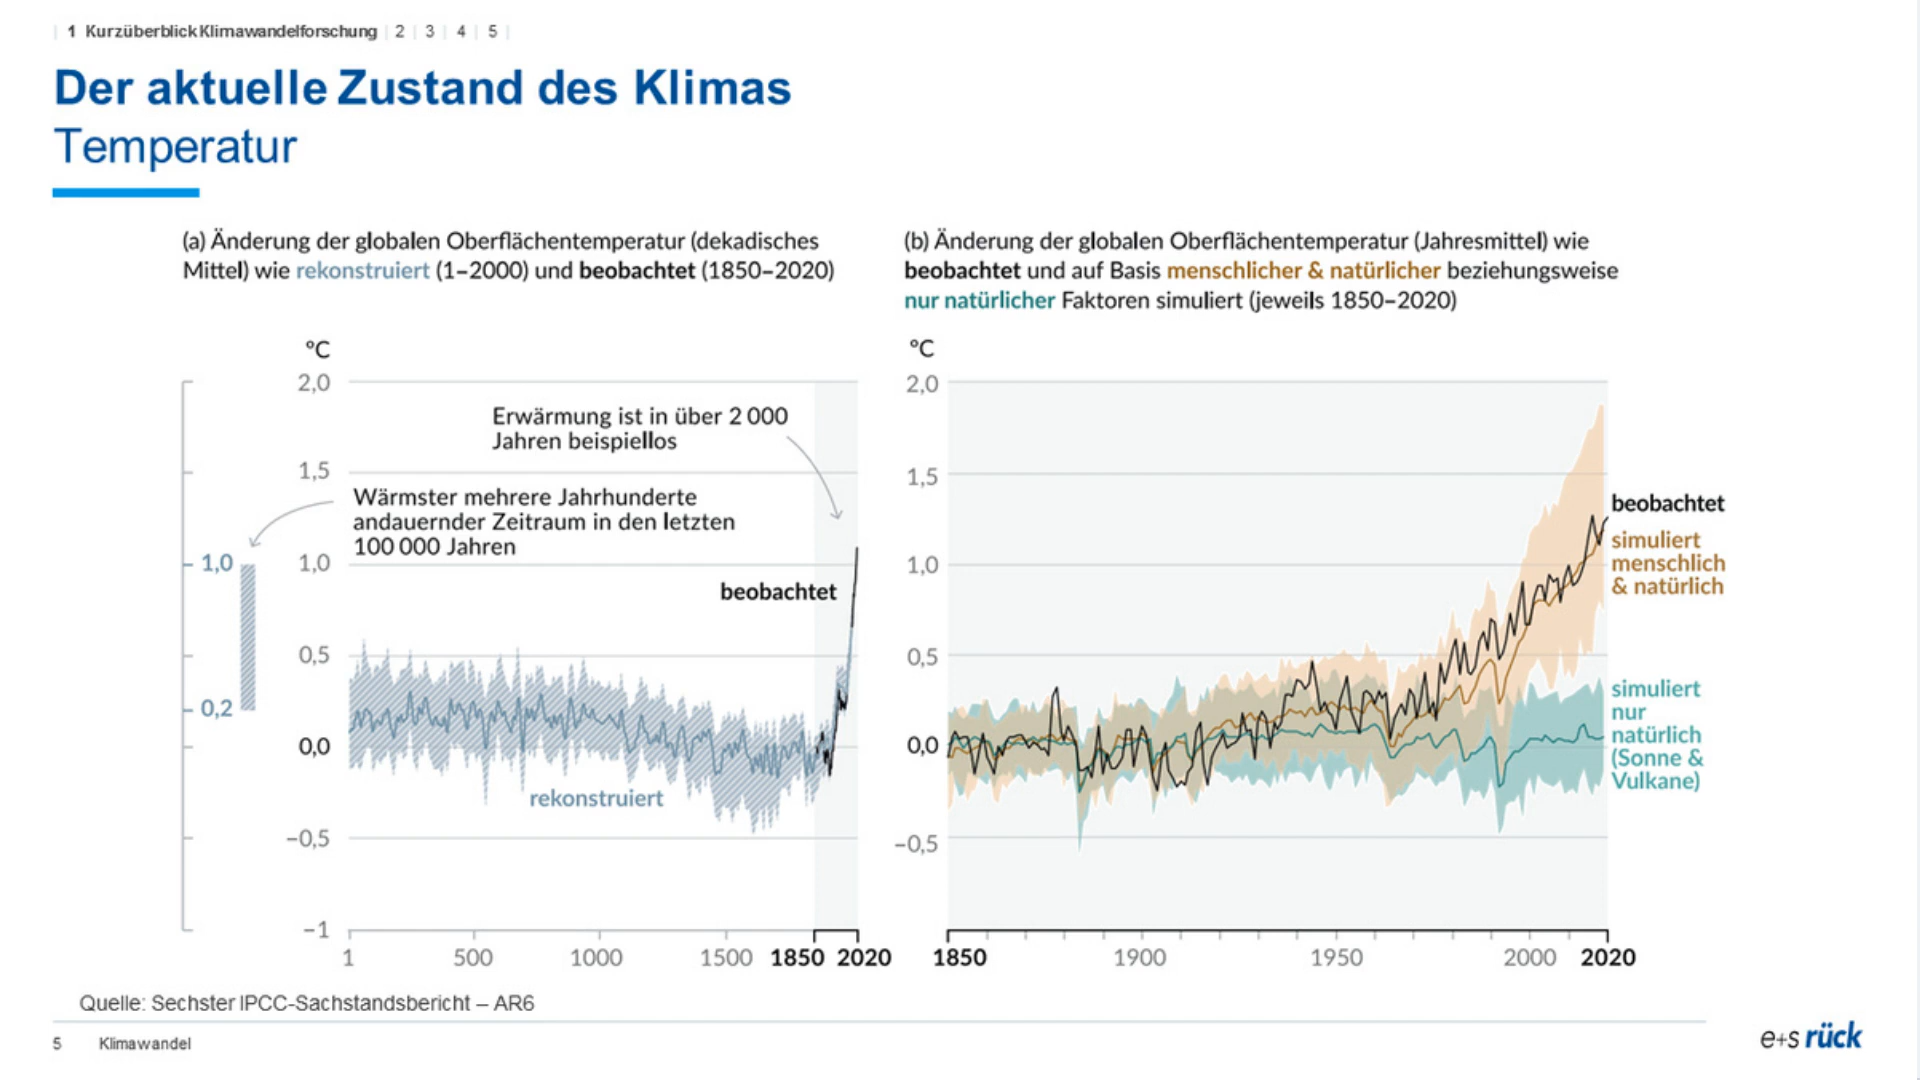 1 Kurzüberblick Klimawandelforschung | 2 | 3 | 4 | 5
Der aktuelle Zustand des Klimas
Temperatur
(a) Änderung der globalen Oberflächentemperatur (dekadisches
Mittel) wie rekonstruiert (1–2000) und beobachtet (1850–2020)
°C
2,0
1,5
1,0
0,5
0,0
−0,5
−1
1,0
0,2
Erwärmung ist in über 2 000
Jahren beispiellos
Wärmster mehrere Jahrhunderte
andauernder Zeitraum in den letzten
100 000 Jahren
beobachtet
rekonstruiert
1 500 1000 1500 1850 2020
(b) Änderung der globalen Oberflächentemperatur (Jahresmittel) wie
beobachtet und auf Basis menschlicher & natürlicher beziehungsweise
nur natürlicher Faktoren simuliert (jeweils 1850–2020)
°C
2,0
1,5
1,0
0,5
0,0
−0,5
beobachtet
simuliert
menschlich
& natürlich
simuliert
nur
natürlich
(Sonne &
Vulkane)
1850 1900 1950 2000 2020
Quelle: Sechster IPCC-Sachstandsbericht – AR6
5 Klimawandel
e+s rück